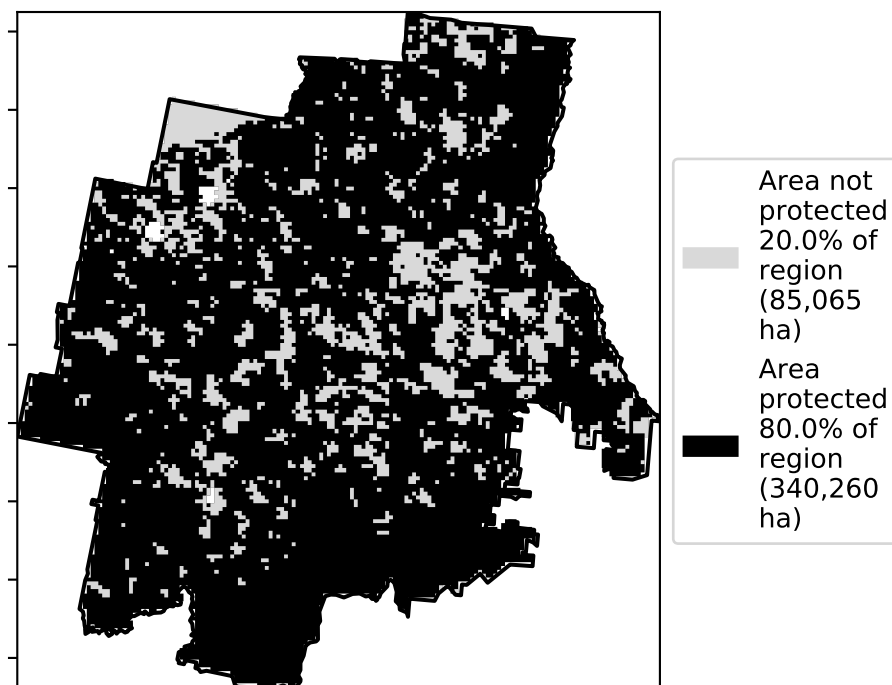 Area not
protected
20.0% of
region
(85,065
ha)
Area
protected
80.0% of
region
(340,260
ha)